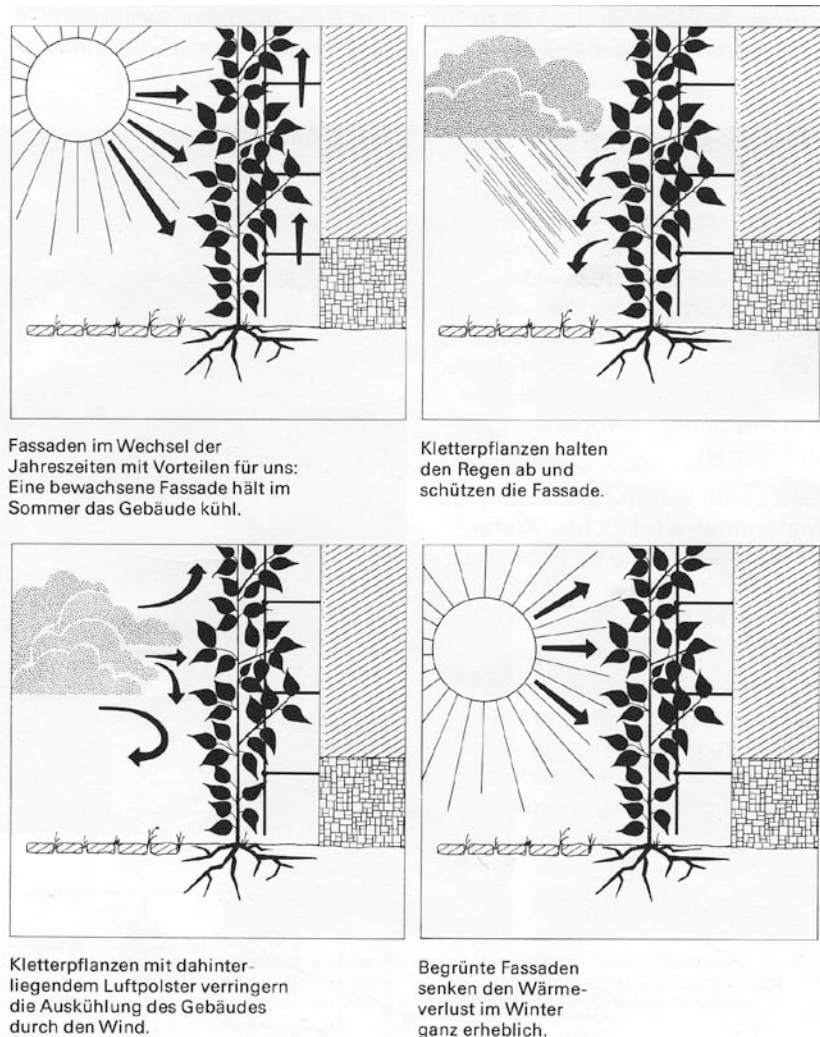 Fassaden im Wechsel der
Jahreszeiten mit Vorteilen für uns:
Eine bewachsene Fassade hält im
Sommer das Gebäude kühl.
Kletterpflanzen halten
den Regen ab und
schützen die Fassade.
Kletterpflanzen mit dahinter-
liegendem Luftpolster verringern
die Auskühlung des Gebäudes
durch den Wind.
Begrünte Fassaden
senken den Wärme-
verlust im Winter
ganz erheblich.